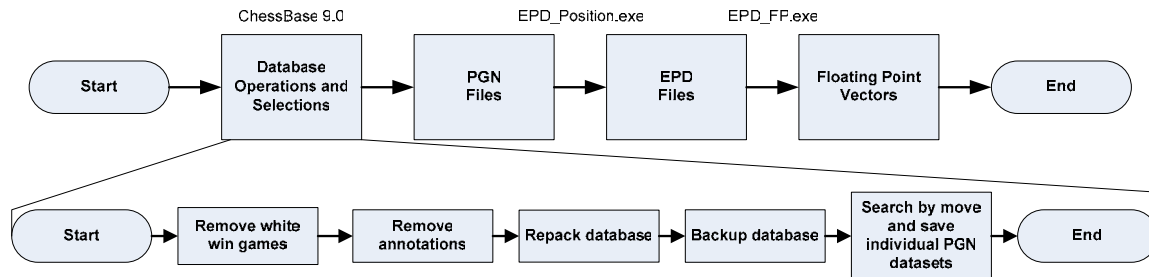 ChessBase 9.0
EPD_Position.exe
EPD_FP.exe
Start
Database
Operations and
Selections
PGN
Files
EPD
Files
Floating Point
Vectors
End
Start
Remove white
win games
Remove
annotations
Repack database
Backup database
Search by move
and save
individual PGN
datasets
End